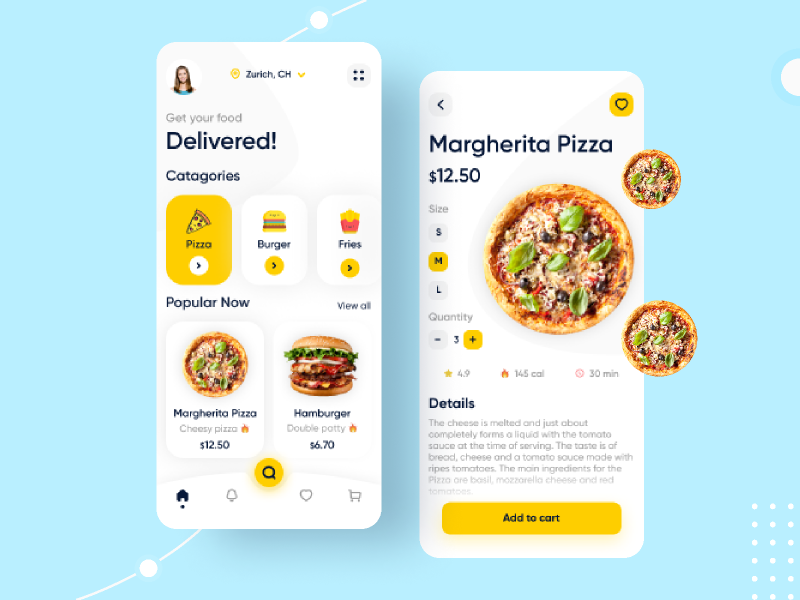 Zurich, CH
Get your food
Delivered!
Catagories
Pizza
Burger
Fries
Popular Now
View all
Margherita Pizza
Cheesy pizza
$12.50
Hamburger
Double patty
$6.70
Margherita Pizza
$12.50
Size
S
M
L
Quantity
- 3 +
4.9
145 cal
30 min
Details
The cheese is melted and just about
completely forms a liquid with the tomato
sauce at the time of serving. The taste is of
bread, cheese and a tomato sauce made with
ripes tomatoes. The main ingredients for the
Pizza are basil, mozzarella cheese and red
tomatoes.
Add to cart